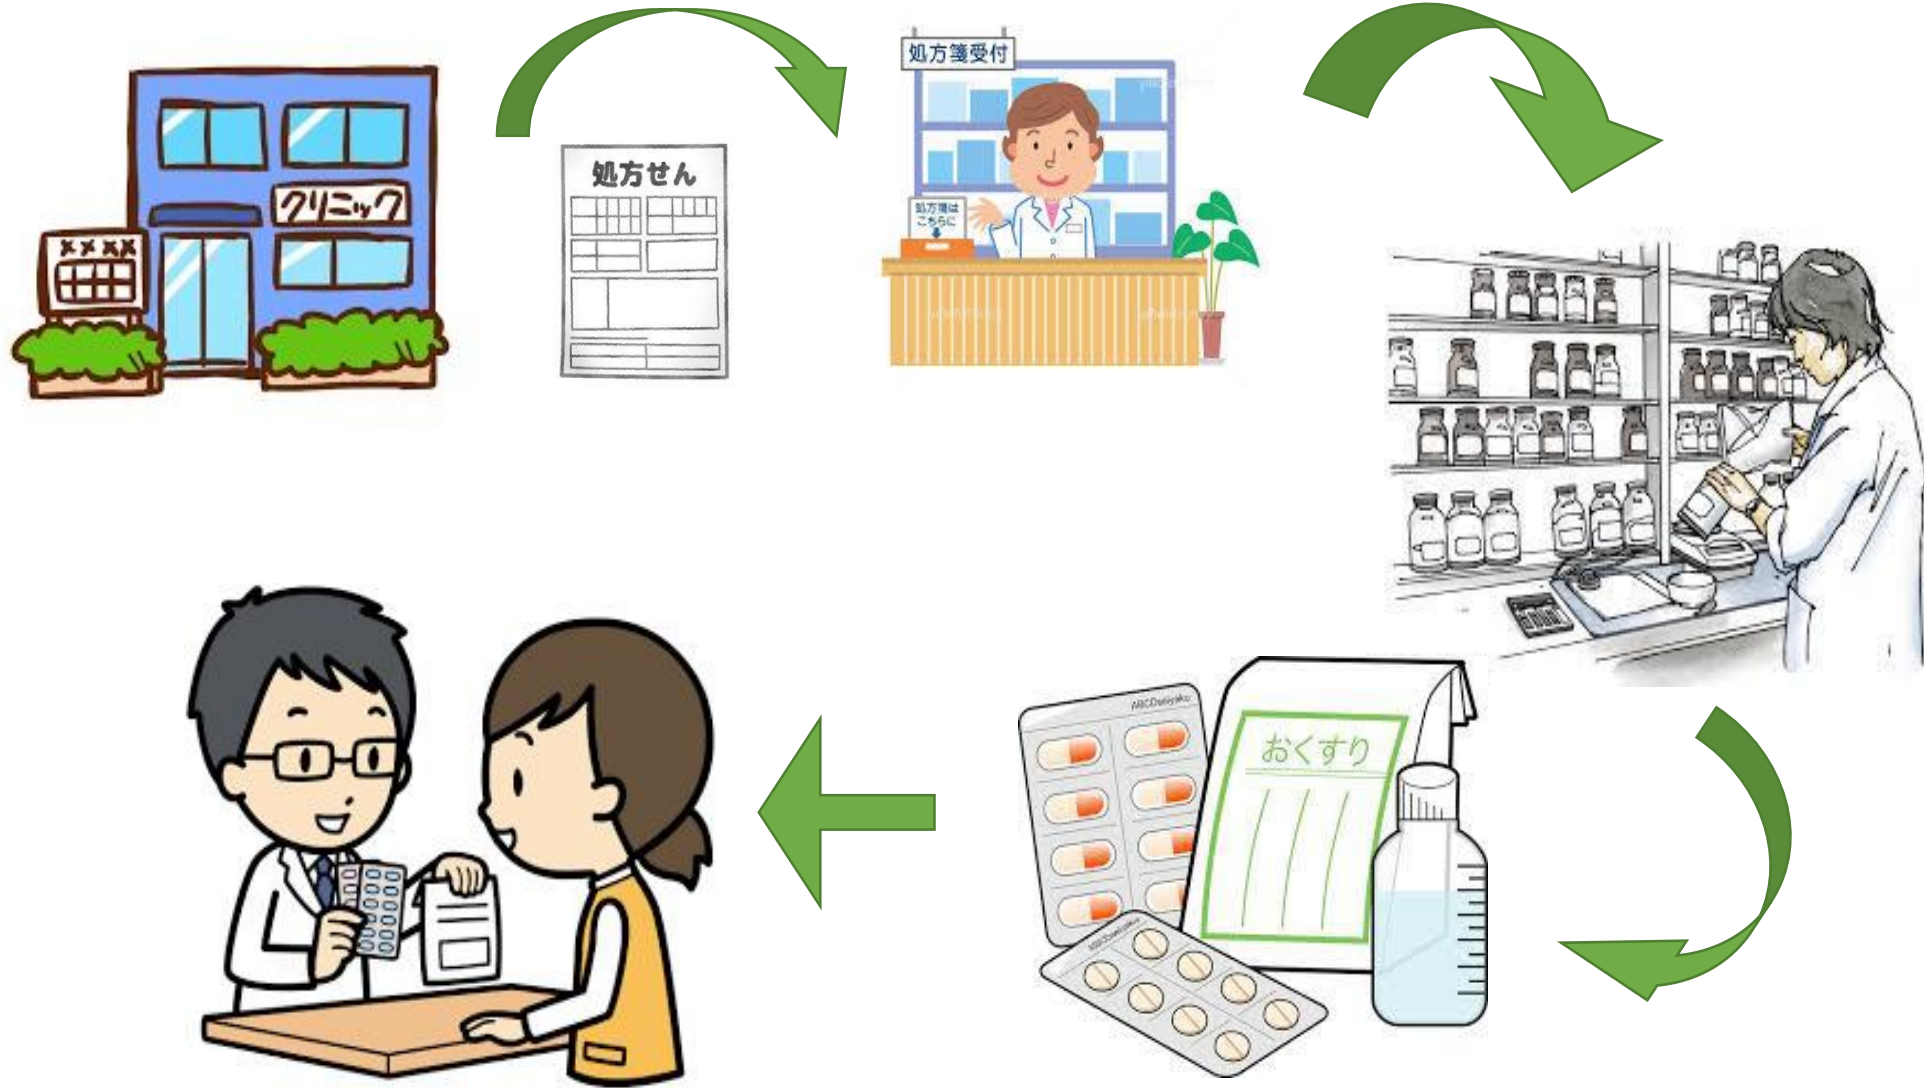 クリニック
××××
処方せん
処方箋受付
処方箋は
こちらに
おくすり